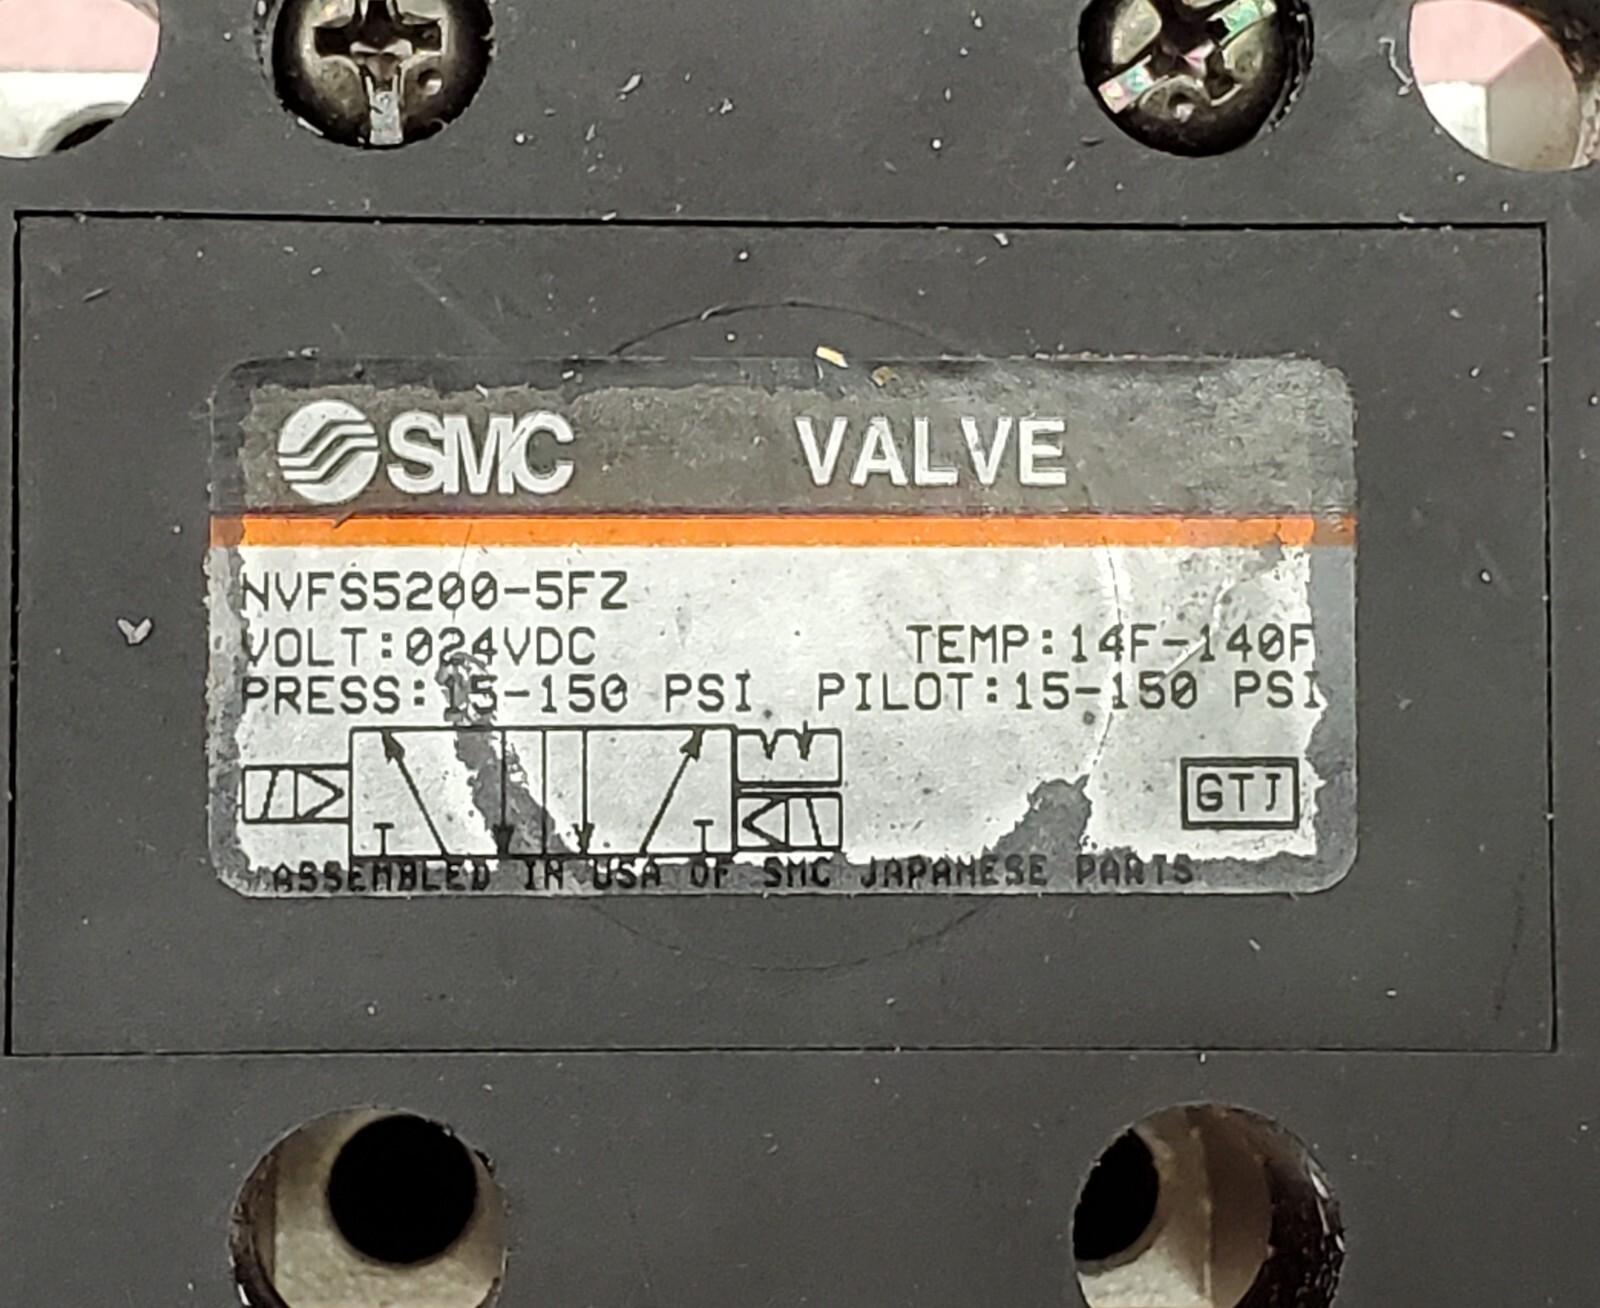 SMC VALVE
NVFS5200-5FZ
VOLT:024VDC TEMP:14F-140F
PRESS:15-150 PSI PILOT:15-150 PSI
GTJ
ASSEMBLED IN USA OF SMC JAPANESE PARTS